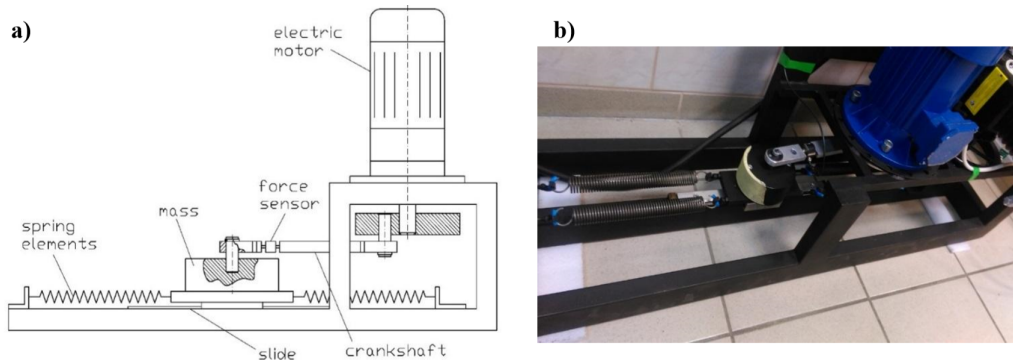 a)
electric
motor
force
sensor
mass
spring
elements
slide
crankshaft
b)